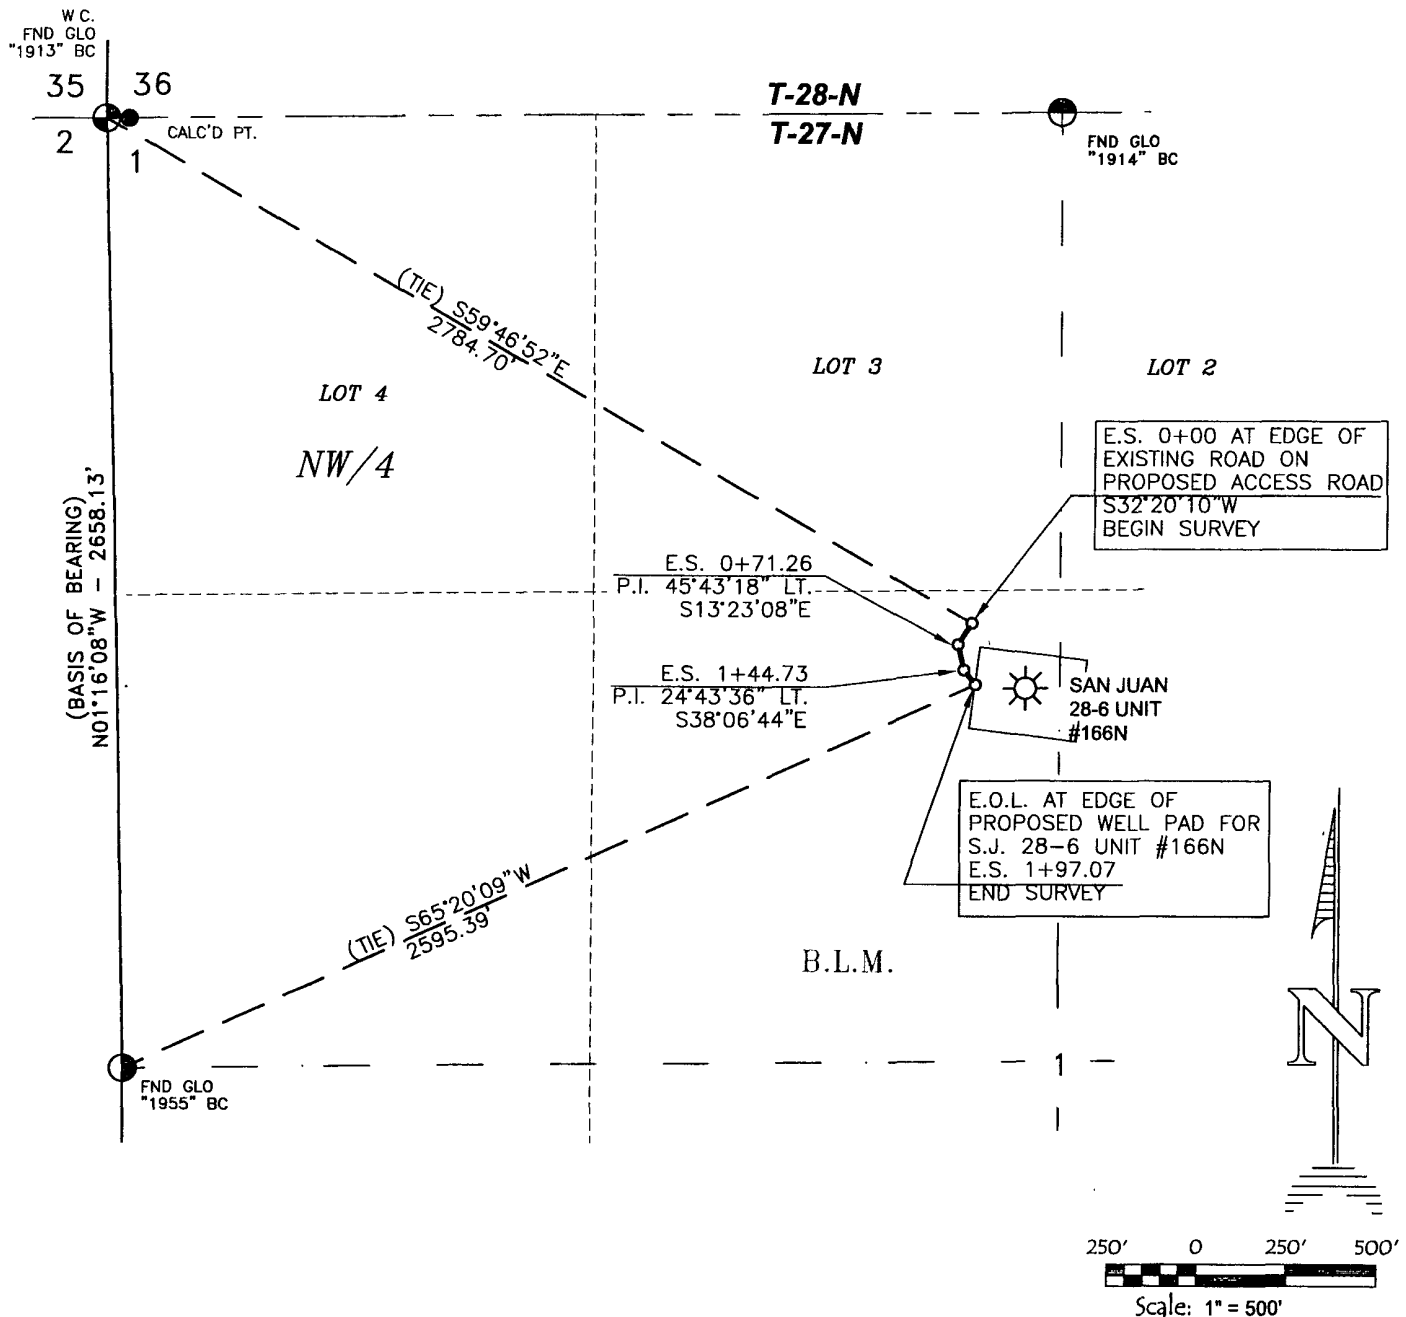 W C.
FND GLO
"1913" BC
35 36
2 1
CALC'D PT.
T-28-N
T-27-N
FND GLO
"1914" BC
(TIE) S59°46'52"E
2784.70'
LOT 4
LOT 3
LOT 2
NW/4
(BASIS OF BEARING)
N01°16'08"W - 2658.13'
E.S. 0+00 AT EDGE OF
EXISTING ROAD ON
PROPOSED ACCESS ROAD
S32°20'10"W
BEGIN SURVEY
E.S. 0+71.26
P.I. 45°43'18" LT.
S13°23'08"E
E.S. 1+44.73
P.I. 24°43'36" LT.
S38°06'44"E
SAN JUAN
28-6 UNIT
#166N
E.O.L. AT EDGE OF
PROPOSED WELL PAD FOR
S.J. 28-6 UNIT #166N
E.S. 1+97.07
END SURVEY
(TIE) S65°20'09"W
2595.39'
B.L.M.
FND GLO
"1955" BC
1
N
250' 0 250' 500'
Scale: 1" = 500'